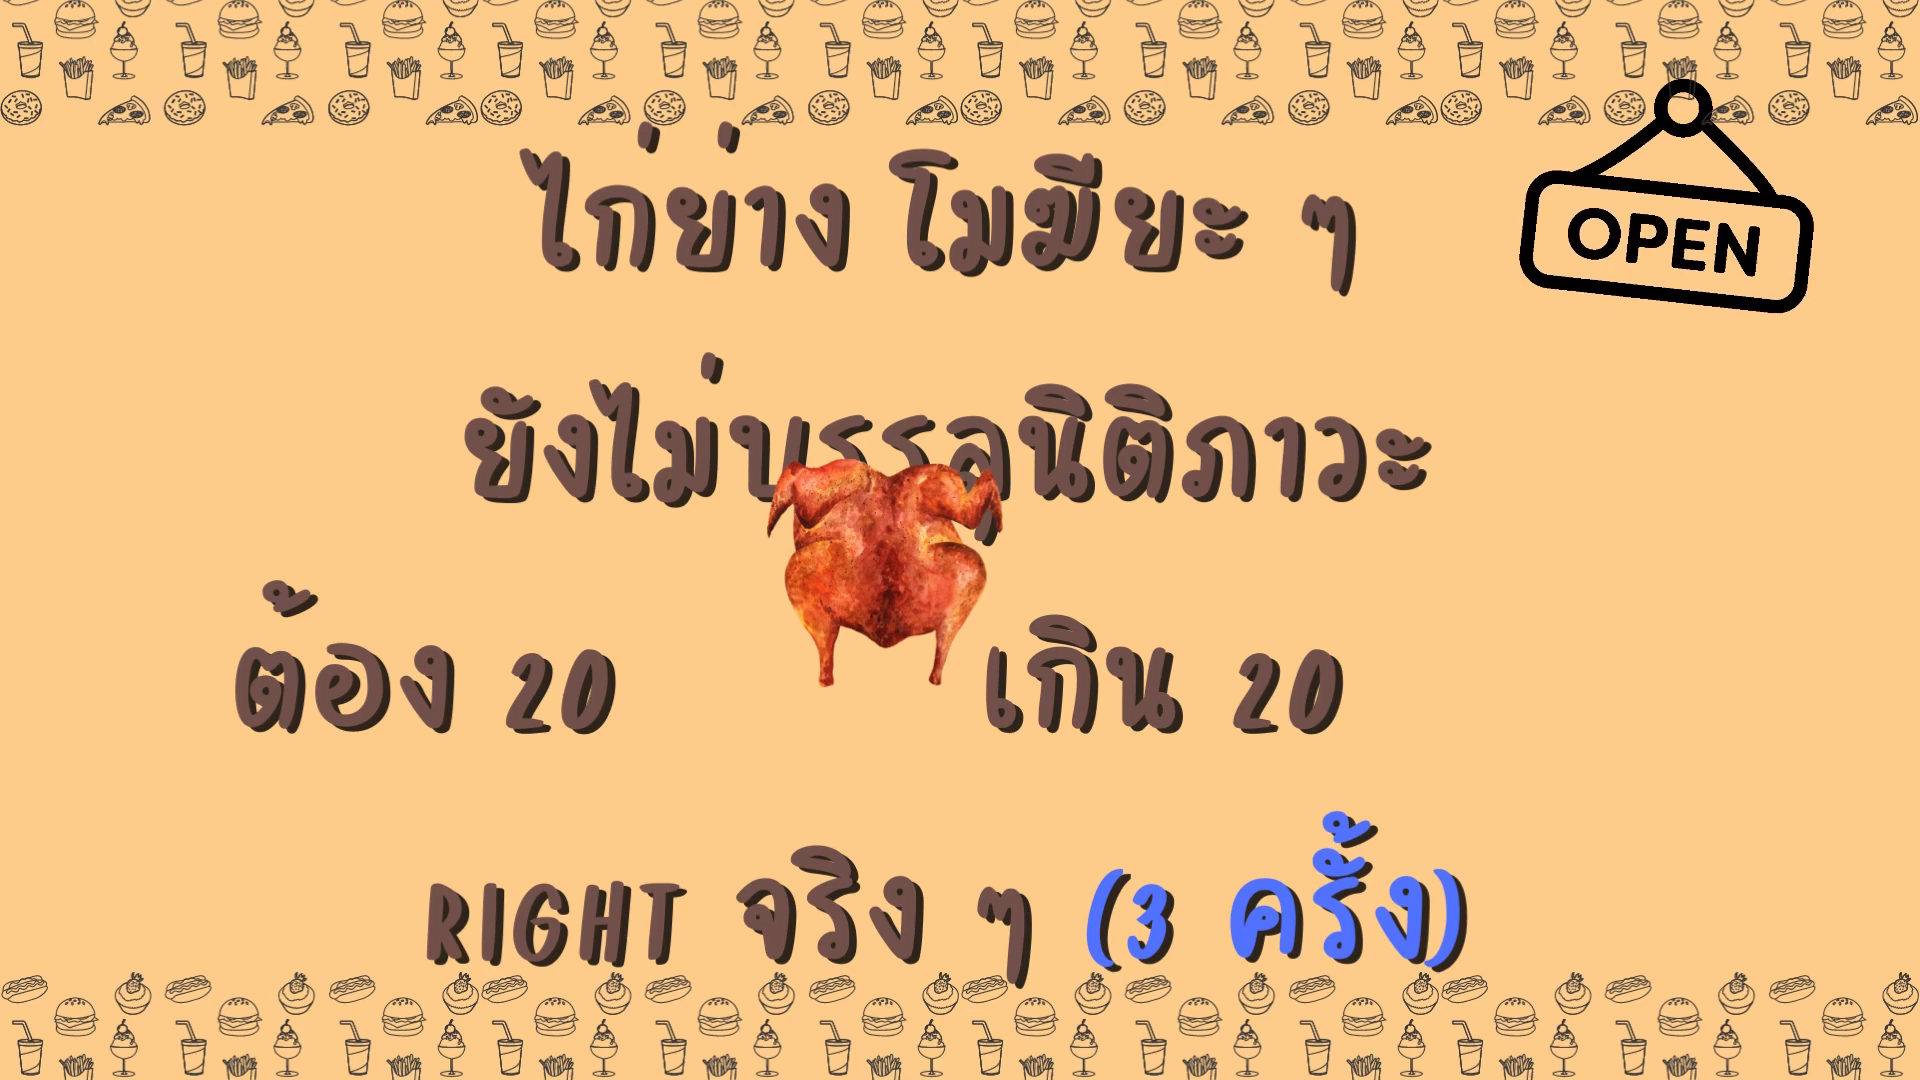 ไก่ย่าง โมฆียะ ๆ
OPEN
ยังไม่บรรลุนิติภาวะ
ต้อง 20 เกิน 20
RIGHT จริง ๆ (3 ครั้ง)